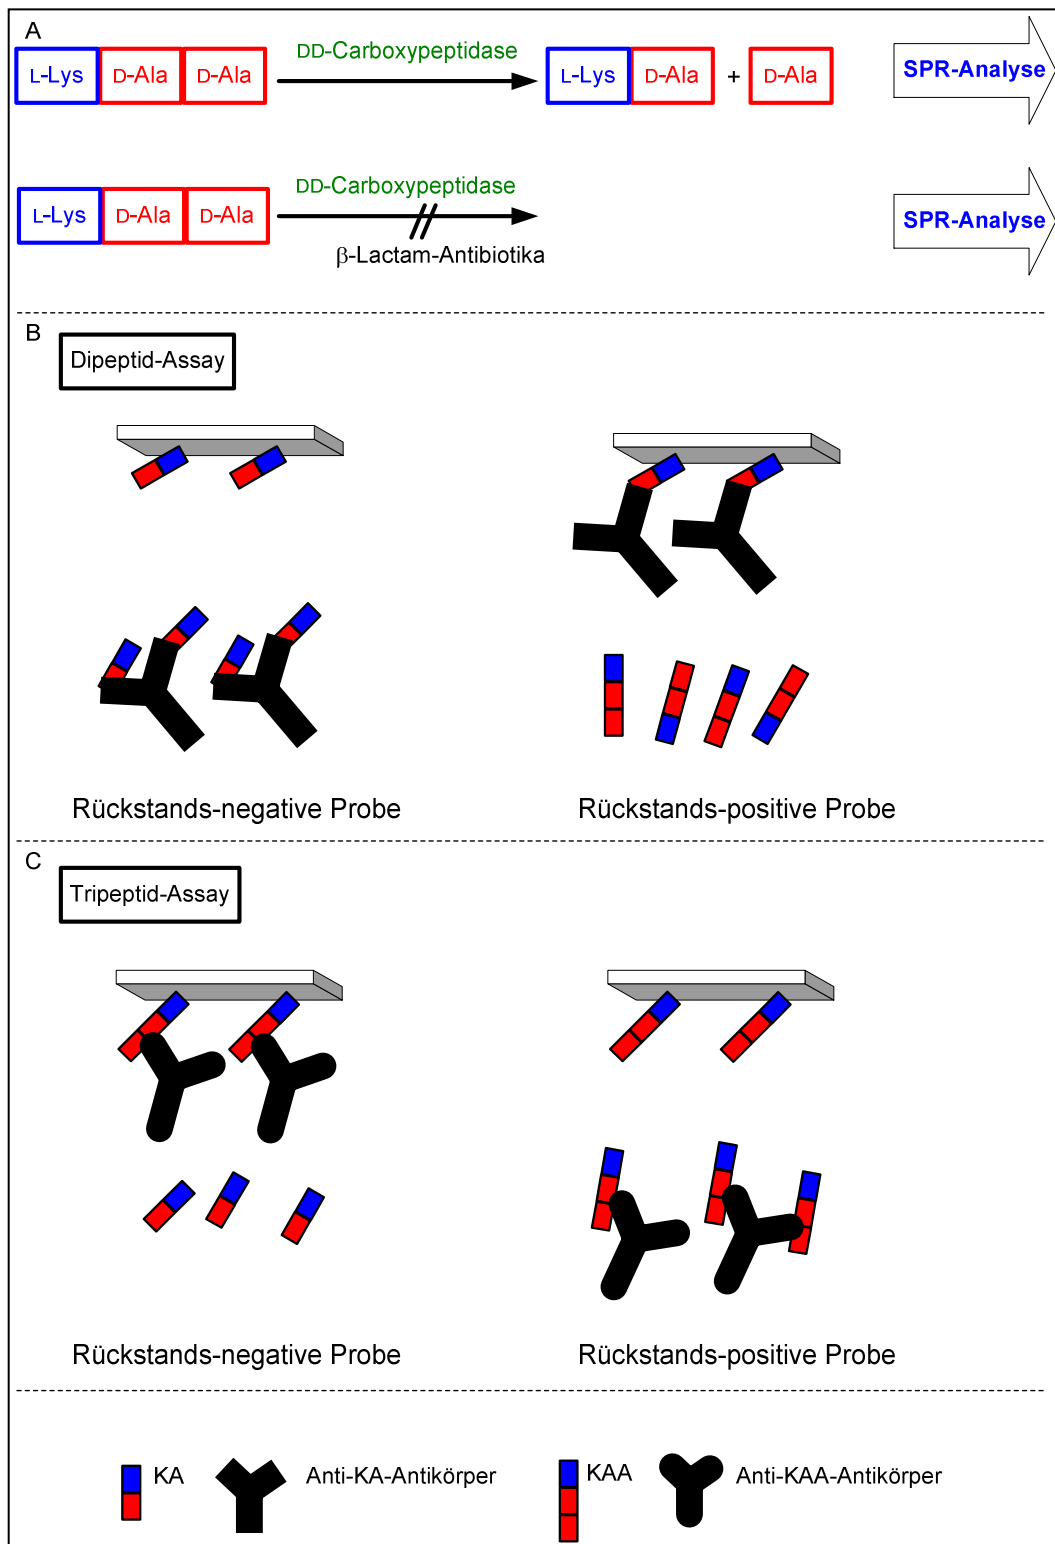 A
L-Lys D-Ala D-Ala DD-Carboxypeptidase L-Lys D-Ala + D-Ala SPR-Analyse
L-Lys D-Ala D-Ala DD-Carboxypeptidase SPR-Analyse
β-Lactam-Antibiotika
B
Dipeptid-Assay
Rückstands-negative Probe Rückstands-positive Probe
C
Tripeptid-Assay
Rückstands-negative Probe Rückstands-positive Probe
KA Anti-KA-Antikörper KAA Anti-KAA-Antikörper